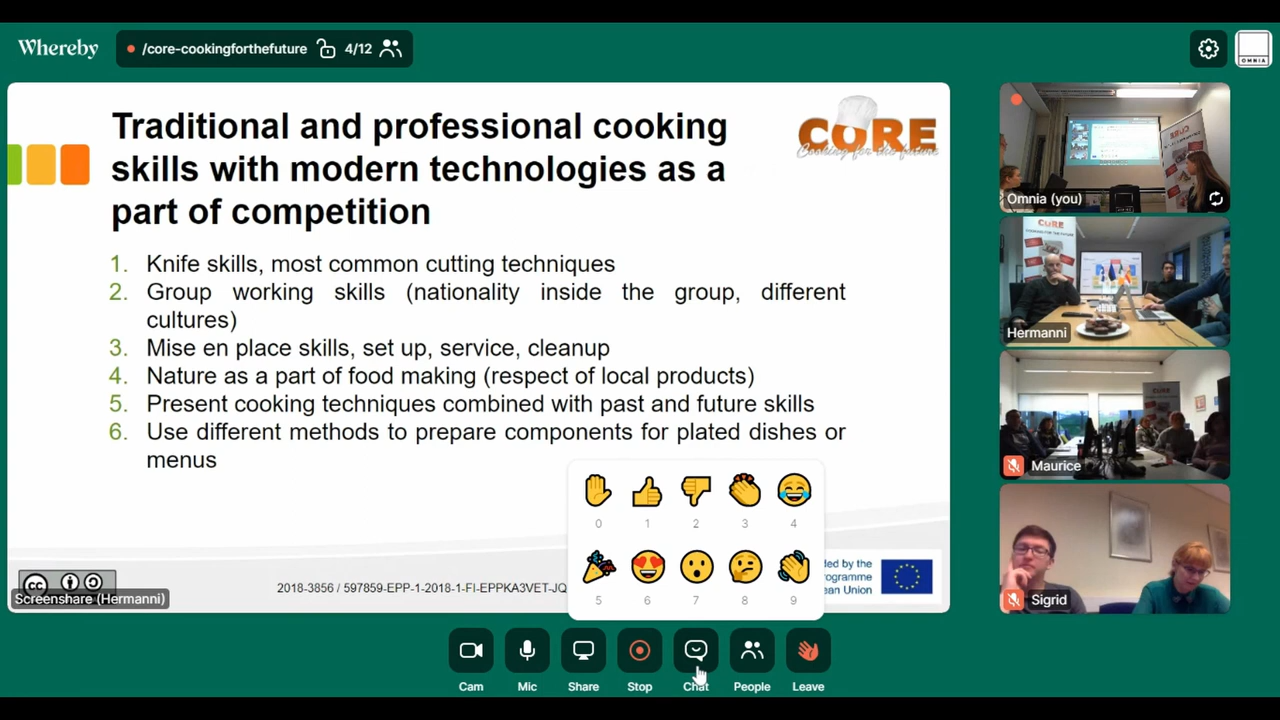 Whereby
/core-cookingforthefuture 4/12
OMNIA
Traditional and professional cooking
skills with modern technologies as a
part of competition
CORE
Cooking for the future
1. Knife skills, most common cutting techniques
2. Group working skills (nationality inside the group, different
cultures)
3. Mise en place skills, set up, service, cleanup
4. Nature as a part of food making (respect of local products)
5. Present cooking techniques combined with past and future skills
6. Use different methods to prepare components for plated dishes or
menus
0 1 2 3 4
5 6 7 8 9
cc
Screenshare (Hermanni)
2018-3856 / 597859-EPP-1-2018-1-FI-EPPKA3VET-JQ
ded by the
rogramme
ean Union
Omnia (you)
CORE
Hermanni
CORE
Maurice
Sigrid
Cam
Mic
Share
Stop
Chat
People
Leave